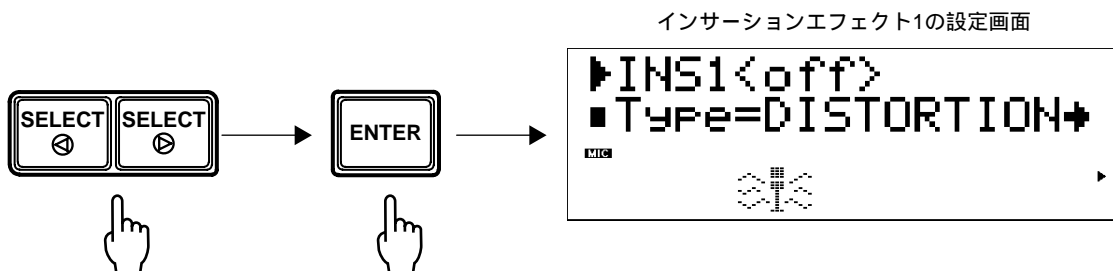 インサーションエフェクト1の設定画面
SELECT SELECT
ENTER
INS1<off>
Type=DISTORTION
MIC